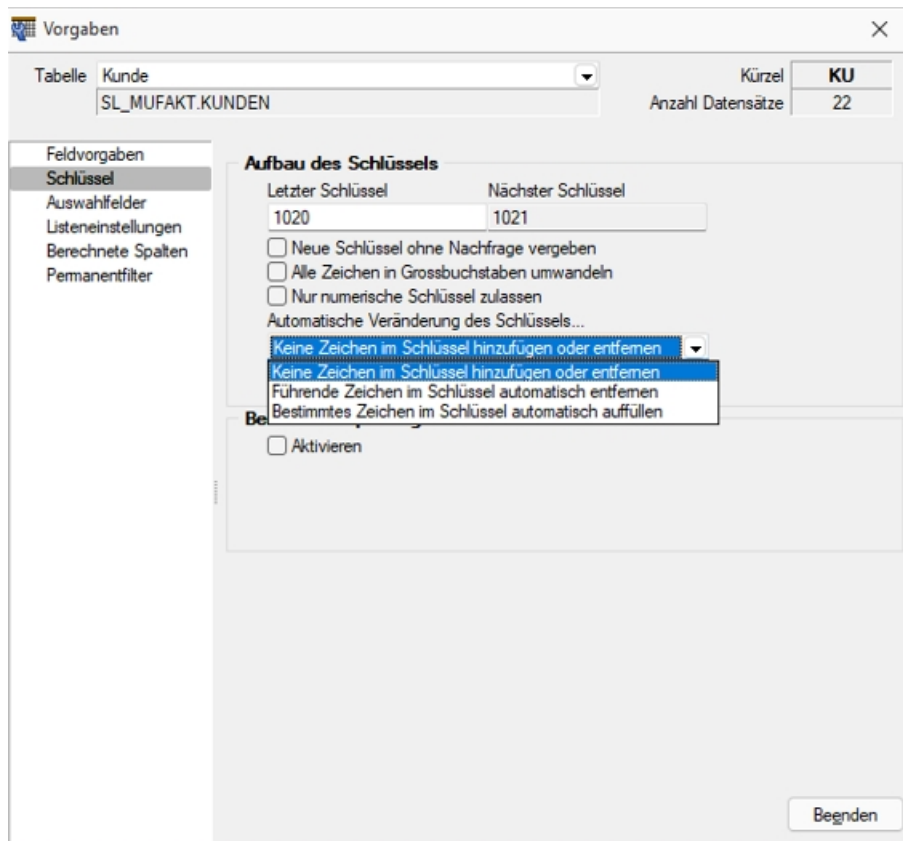 Vorgaben
Tabelle Kunde Kürzel KU
SL_MUFAKT.KUNDEN Anzahl Datensätze 22
Feldvorgaben
Schlüssel
Auswahlfelder
Listeneinstellungen
Berechnete Spalten
Permanentfilter
Aufbau des Schlüssels
Letzter Schlüssel Nächster Schlüssel
1020 1021
Neue Schlüssel ohne Nachfrage vergeben
Alle Zeichen in Grossbuchstaben umwandeln
Nur numerische Schlüssel zulassen
Automatische Veränderung des Schlüssels...
Keine Zeichen im Schlüssel hinzufügen oder entfernen
Keine Zeichen im Schlüssel hinzufügen oder entfernen
Führende Zeichen im Schlüssel automatisch entfernen
Bestimmtes Zeichen im Schlüssel automatisch auffüllen
Aktivieren
Beenden